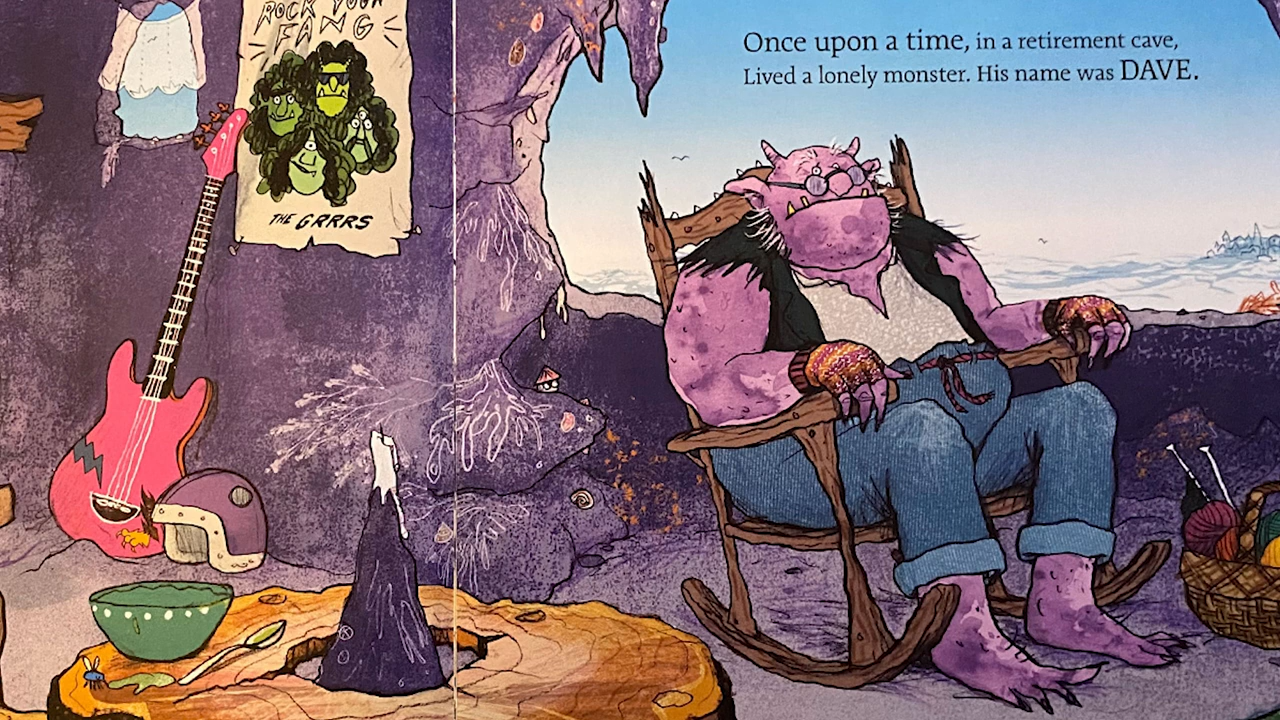 ROCK YOUR
FANG
THE GRRRS
Once upon a time, in a retirement cave,
Lived a lonely monster. His name was DAVE.